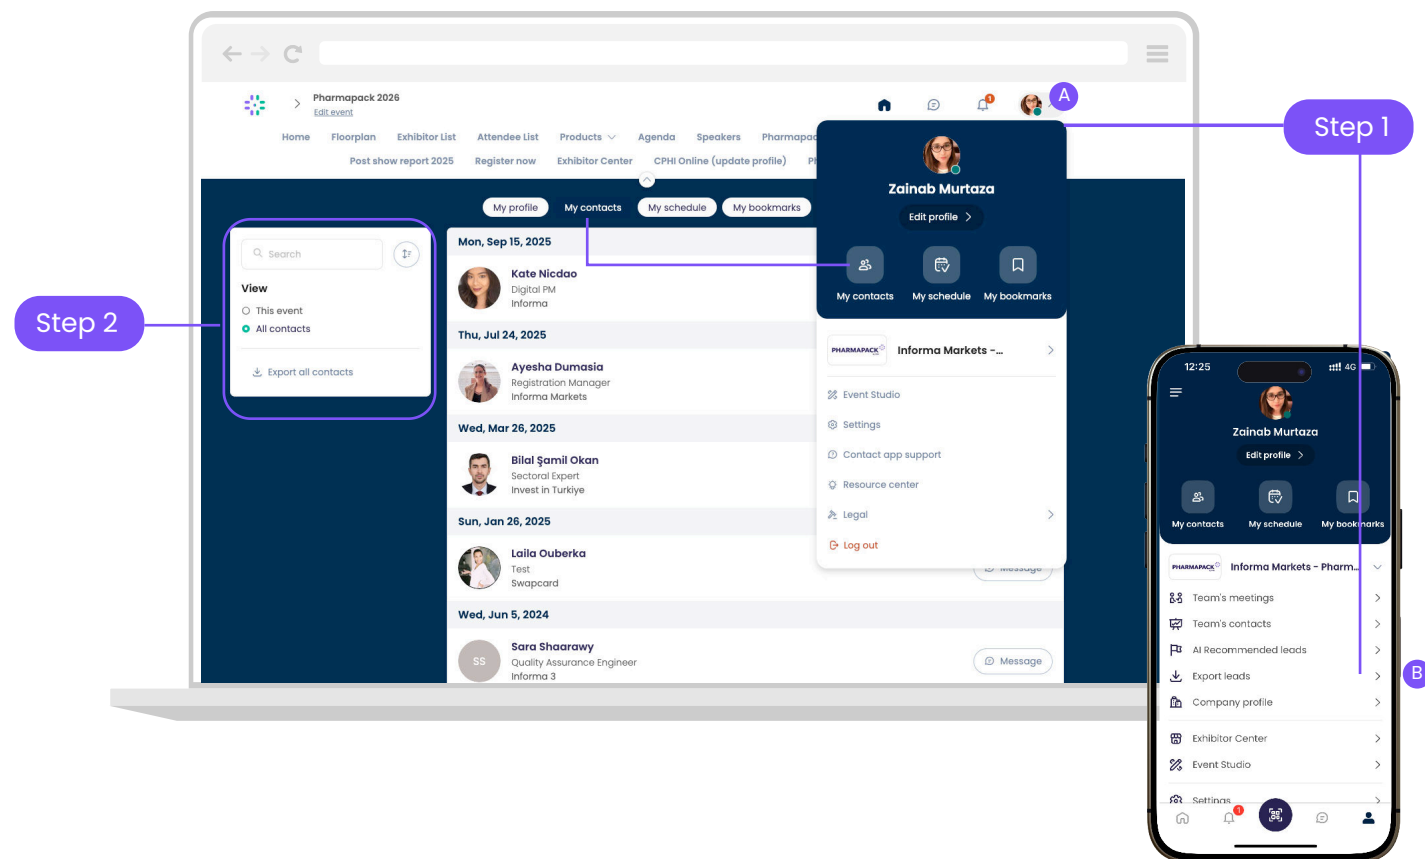 Pharmapack 2026
Edit event
1
A
Home Floorplan Exhibitor List Attendee List Products Agenda Speakers
Post show report 2025 Register now Exhibitor Center CPHI Online (update profile)
Step 1
Zainab Murtaza
Edit profile
My contacts My schedule My bookmarks
My profile My contacts My schedule My bookmarks
Step 2
Search
View
This event
All contacts
Export all contacts
Mon, Sep 15, 2025
Kate Nicdao
Digital PM
Informa
Thu, Jul 24, 2025
Ayesha Dumasia
Registration Manager
Informa Markets
Wed, Mar 26, 2025
Bilal Şamil Okan
Sectoral Expert
Invest in Turkiye
Sun, Jan 26, 2025
Laila Ouberka
Test
Swapcard
Message
Wed, Jun 5, 2024
SS
Sara Shaarawy
Quality Assurance Engineer
Informa 3
Message
PHARMAPACK Informa Markets -...
Event Studio
Settings
Contact app support
Resource center
Legal
Log out
12:25 4G
Zainab Murtaza
Edit profile
My contacts My schedule My bookmarks
PHARMAPACK Informa Markets - Pharm...
Team's meetings
Team's contacts
AI Recommended leads
Export leads
B
Company profile
Exhibitor Center
Event Studio
Settings
1